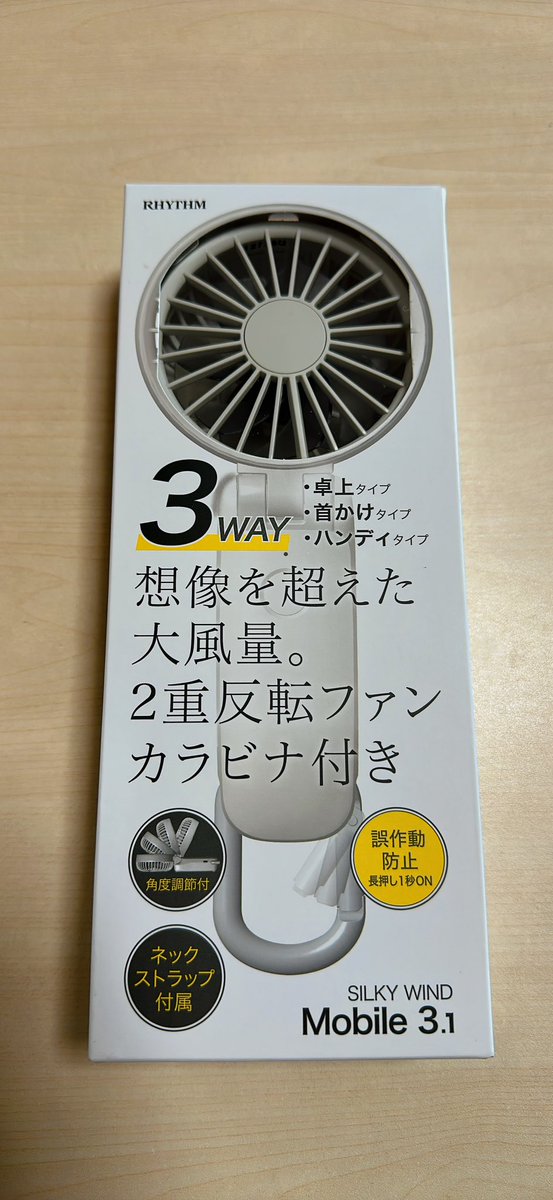 RHYTHM
3WAY
・卓上タイプ
・首かけタイプ
・ハンディタイプ
想像を超えた
大風量。
2重反転ファン
カラビナ付き
角度調節付
誤作動
防止
長押し1秒ON
ネック
ストラップ
付属
SILKY WIND
Mobile 3.1